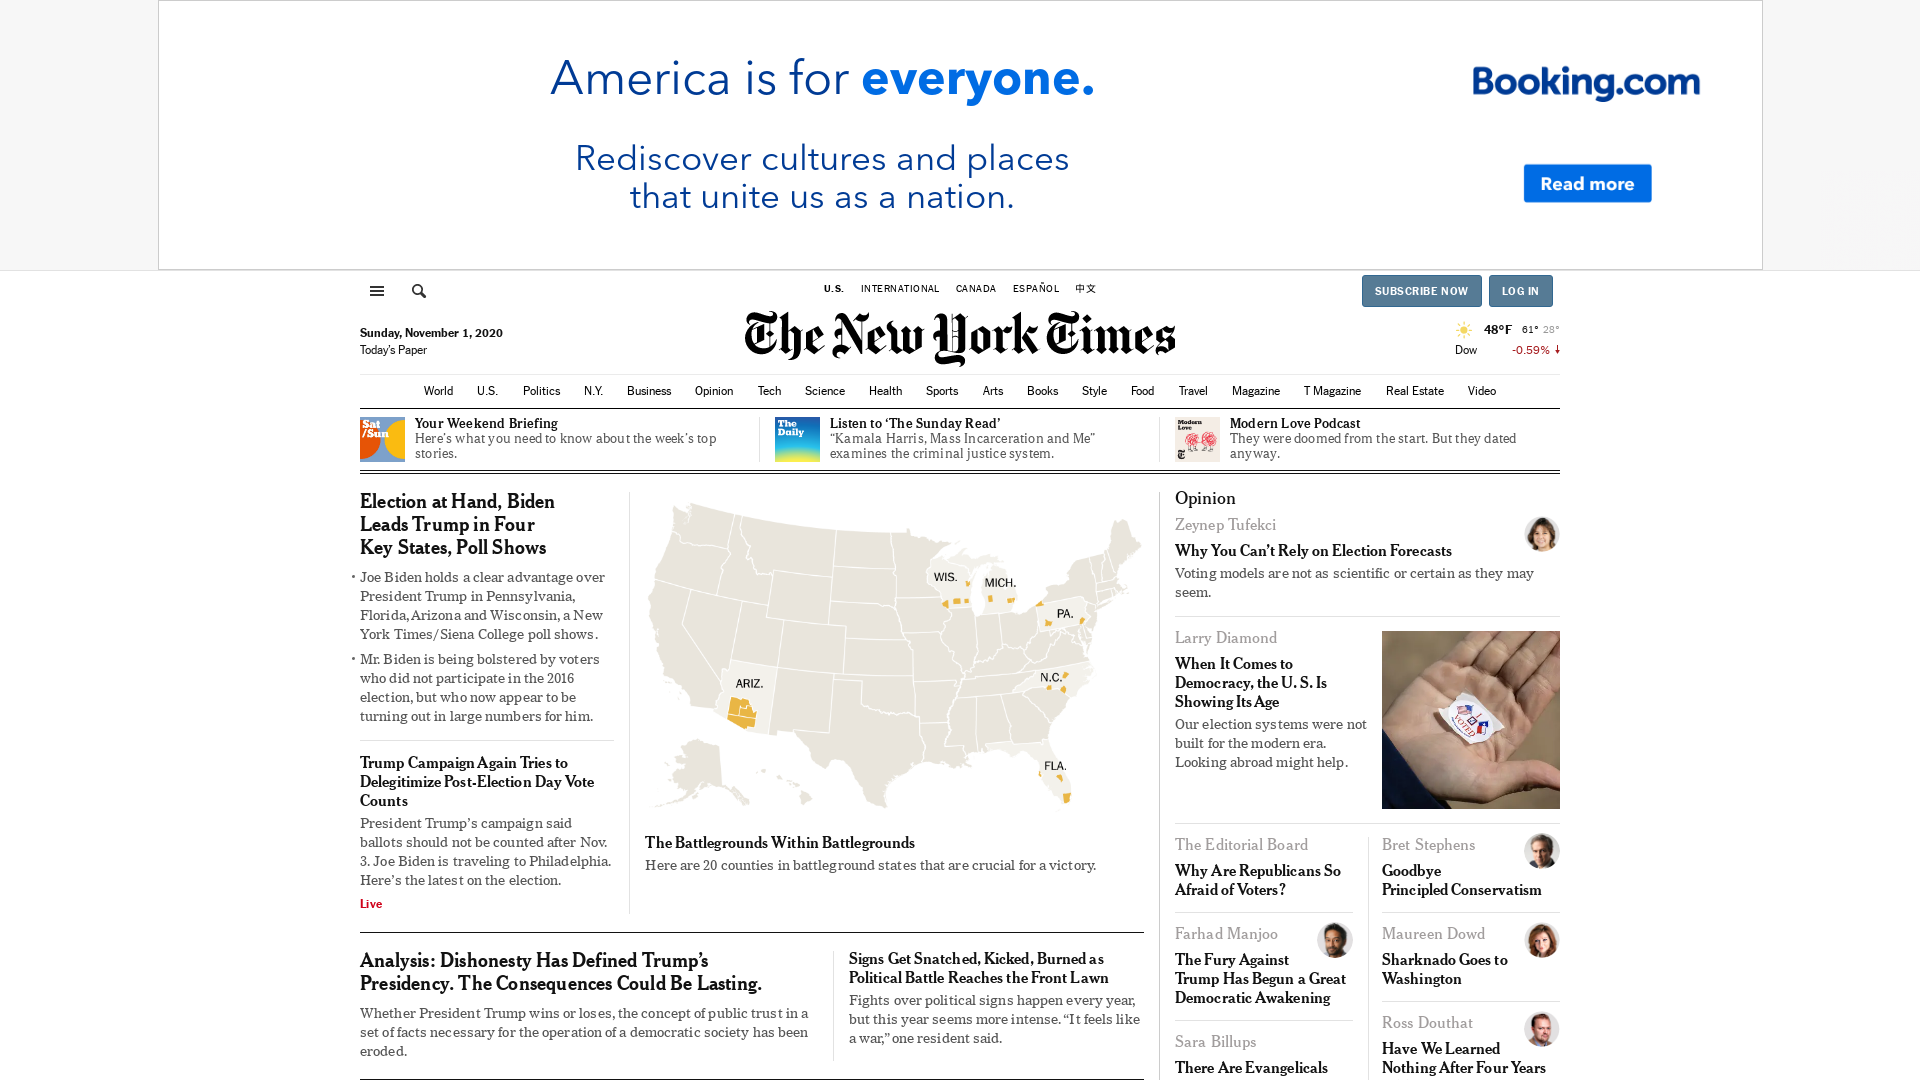 America is for everyone.
Booking.com
Rediscover cultures and places
that unite us as a nation.
Read more
U.S. INTERNATIONAL CANADA ESPAÑOL 中文
SUBSCRIBE NOW LOG IN
Sunday, November 1, 2020
Today's Paper
The New York Times
48°F 61° 28°
Dow -0.59% ↓
World U.S. Politics N.Y. Business Opinion Tech Science Health Sports Arts Books Style Food Travel Magazine T Magazine Real Estate Video
Sat
/Sun
Your Weekend Briefing
Here's what you need to know about the week's top
stories.
The
Daily
Listen to ‘The Sunday Read’
“Kamala Harris, Mass Incarceration and Me”
examines the criminal justice system.
Modern
Love
Modern Love Podcast
They were doomed from the start. But they dated
anyway.
Election at Hand, Biden
Leads Trump in Four
Key States, Poll Shows
• Joe Biden holds a clear advantage over
President Trump in Pennsylvania,
Florida, Arizona and Wisconsin, a New
York Times/Siena College poll shows.
• Mr. Biden is being bolstered by voters
who did not participate in the 2016
election, but who now appear to be
turning out in large numbers for him.
Trump Campaign Again Tries to
Delegitimize Post-Election Day Vote
Counts
President Trump’s campaign said
ballots should not be counted after Nov.
3. Joe Biden is traveling to Philadelphia.
Here’s the latest on the election.
Live
WIS.
MICH.
PA.
N.C.
ARIZ.
FLA.
The Battlegrounds Within Battlegrounds
Here are 20 counties in battleground states that are crucial for a victory.
Analysis: Dishonesty Has Defined Trump’s
Presidency. The Consequences Could Be Lasting.
Whether President Trump wins or loses, the concept of public trust in a
set of facts necessary for the operation of a democratic society has been
eroded.
Signs Get Snatched, Kicked, Burned as
Political Battle Reaches the Front Lawn
Fights over political signs happen every year,
but this year seems more intense. “It feels like
a war,” one resident said.
Opinion
Zeynep Tufekci
Why You Can’t Rely on Election Forecasts
Voting models are not as scientific or certain as they may
seem.
Larry Diamond
When It Comes to
Democracy, the U. S. Is
Showing Its Age
Our election systems were not
built for the modern era.
Looking abroad might help.
I
VOTED
The Editorial Board
Why Are Republicans So
Afraid of Voters?
Bret Stephens
Goodbye
Principled Conservatism
Farhad Manjoo
The Fury Against
Trump Has Begun a Great
Democratic Awakening
Maureen Dowd
Sharknado Goes to
Washington
Sara Billups
There Are Evangelicals
Ross Douthat
Have We Learned
Nothing After Four Years